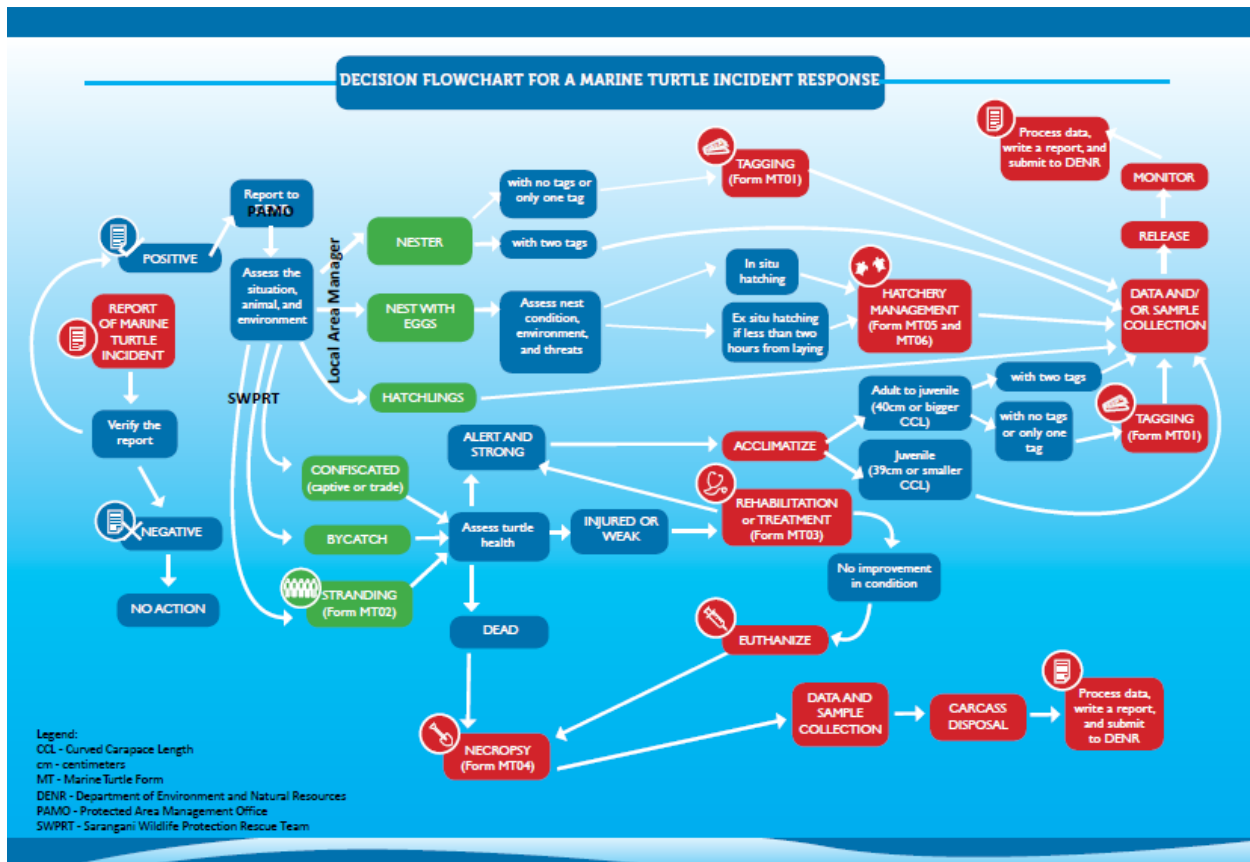 DECISION FLOWCHART FOR A MARINE TURTLE INCIDENT RESPONSE
Report to
PAMO
POSITIVE
REPORT
OF MARINE
TURTLE
INCIDENT
Verify the
report
NEGATIVE
NO ACTION
Assess the
situation,
animal, and
environment
Local Area Manager
SWPRT
NESTER
with no tags or
only one tag
with two tags
TAGGING
(Form MT01)
NEST WITH
EGGS
Assess nest
condition,
environment,
and threats
In situ
hatching
Ex situ hatching
if less than two
hours from laying
HATCHERY
MANAGEMENT
(Form MT05 and
MT06)
HATCHLINGS
CONFISCATED
(captive or trade)
BYCATCH
STRANDING
(Form MT02)
ALERT AND
STRONG
Assess turtle
health
INJURED OR
WEAK
DEAD
ACCLIMATIZE
Adult to juvenile
(40cm or bigger
CCL)
Juvenile
(39cm or smaller
CCL)
with two tags
with no tags
or only one
tag
TAGGING
(Form MT01)
DATA AND/
OR SAMPLE
COLLECTION
RELEASE
MONITOR
Process data,
write a report, and
submit to DENR
REHABILITATION
or TREATMENT
(Form MT03)
No improvement
in condition
EUTHANIZE
NECROPSY
(Form MT04)
DATA AND
SAMPLE
COLLECTION
CARCASS
DISPOSAL
Process data,
write a report,
and submit
to DENR
Legend:
CCL - Curved Carapace Length
cm - centimeters
MT - Marine Turtle Form
DENR - Department of Environment and Natural Resources
PAMO - Protected Area Management Office
SWPRT - Sarangani Wildlife Protection Rescue Team